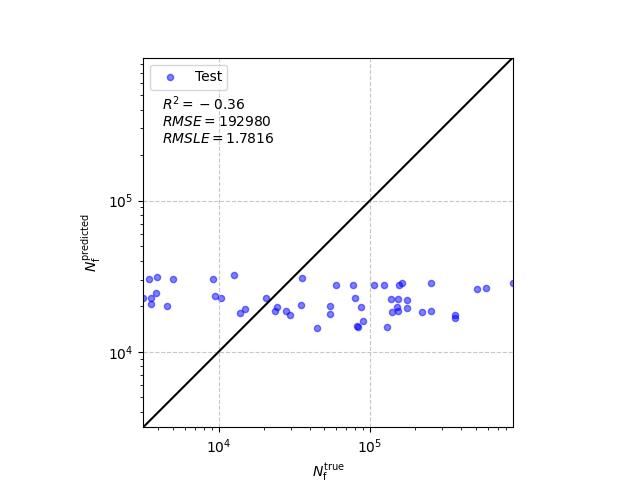 Test
R² = −0.36
RMSE = 192980
RMSLE = 1.7816
10⁵
10⁴
N_f^predicted
10⁴ 10⁵
N_f^true